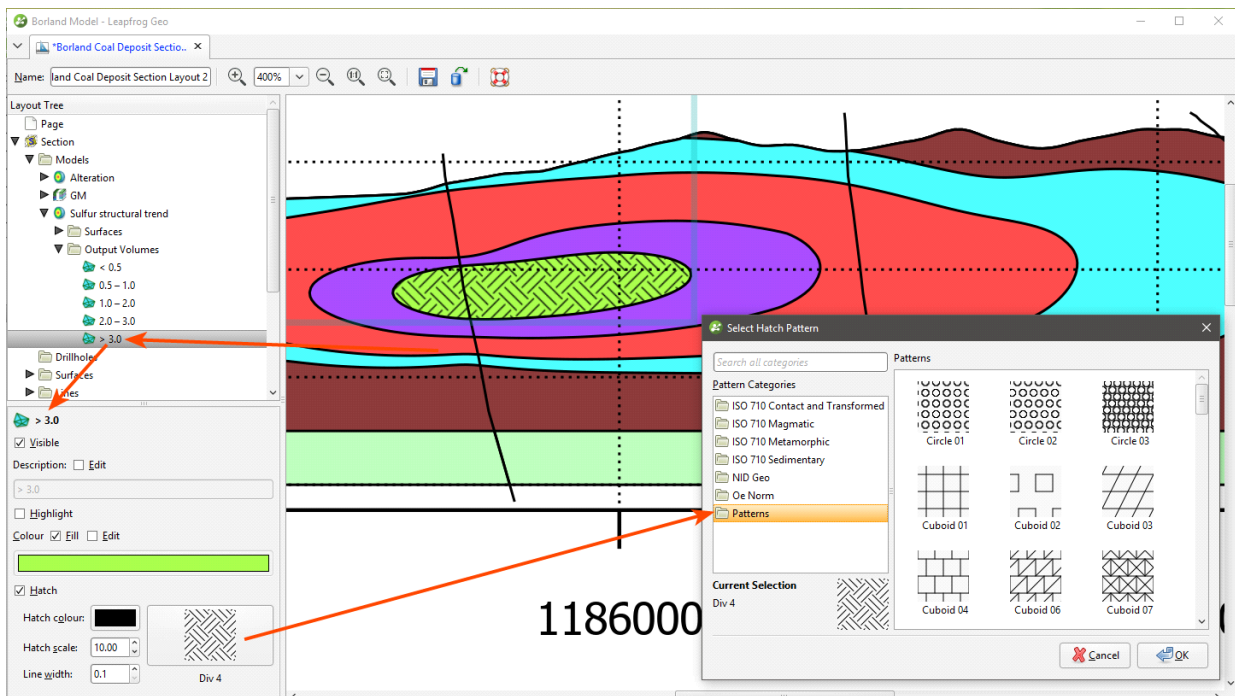 Borland Model - Leapfrog Geo
*Borland Coal Deposit Sectio..
Name: land Coal Deposit Section Layout 2
400%
Layout Tree
Page
Section
Models
Alteration
GM
Sulfur structural trend
Surfaces
Output Volumes
< 0.5
0.5 – 1.0
1.0 – 2.0
2.0 – 3.0
> 3.0
Drillholes
Surfaces
Lines
> 3.0
Visible
Description: Edit
> 3.0
Highlight
Colour Fill Edit
Hatch
Hatch colour:
Hatch scale: 10.00
Line width: 0.1
Div 4
1186000
Select Hatch Pattern
Search all categories
Pattern Categories
ISO 710 Contact and Transformed
ISO 710 Magmatic
ISO 710 Metamorphic
ISO 710 Sedimentary
NID Geo
Oe Norm
Patterns
Current Selection
Div 4
Patterns
Circle 01 Circle 02 Circle 03
Cuboid 01 Cuboid 02 Cuboid 03
Cuboid 04 Cuboid 06 Cuboid 07
Cancel OK